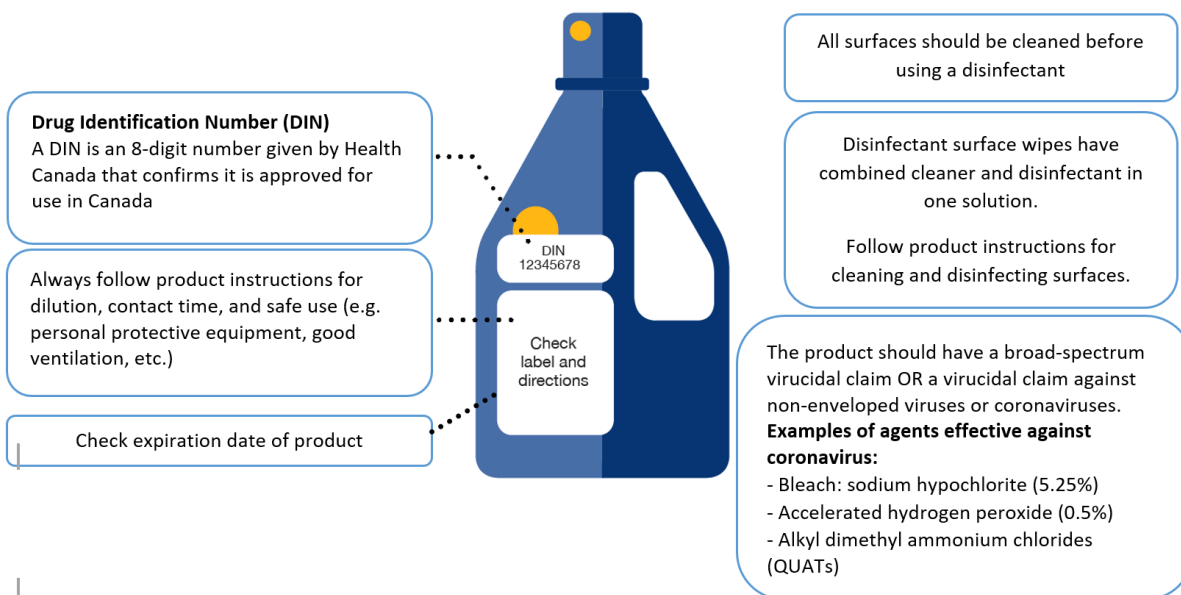 Drug Identification Number (DIN)
A DIN is an 8-digit number given by Health
Canada that confirms it is approved for
use in Canada
Always follow product instructions for
dilution, contact time, and safe use (e.g.
personal protective equipment, good
ventilation, etc.)
Check expiration date of product
DIN
12345678
Check
label and
directions
All surfaces should be cleaned before
using a disinfectant
Disinfectant surface wipes have
combined cleaner and disinfectant in
one solution.
Follow product instructions for
cleaning and disinfecting surfaces.
The product should have a broad-spectrum
virucidal claim OR a virucidal claim against
non-enveloped viruses or coronaviruses.
Examples of agents effective against
coronavirus:
- Bleach: sodium hypochlorite (5.25%)
- Accelerated hydrogen peroxide (0.5%)
- Alkyl dimethyl ammonium chlorides
(QUATs)